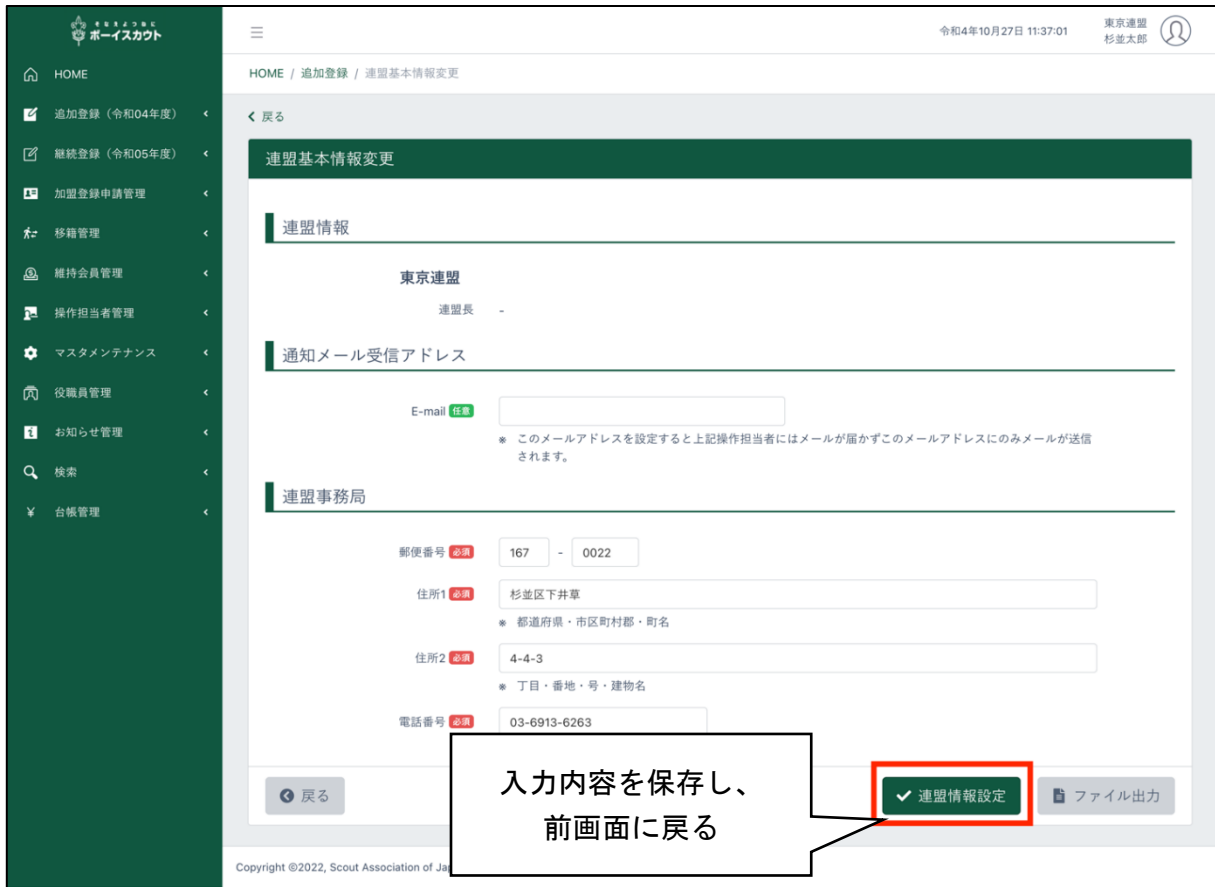 そなえよつねに
ボーイスカウト
令和4年10月27日 11:37:01
東京連盟
杉並太郎
HOME
追加登録（令和04年度）
継続登録（令和05年度）
加盟登録申請管理
移籍管理
維持会員管理
操作担当者管理
マスタメンテナンス
役職員管理
お知らせ管理
検索
台帳管理
HOME / 追加登録 / 連盟基本情報変更
戻る
連盟基本情報変更
連盟情報
東京連盟
連盟長 -
通知メール受信アドレス
E-mail 任意
※ このメールアドレスを設定すると上記操作担当者にはメールが届かずこのメールアドレスにのみメールが送信
されます。
連盟事務局
郵便番号 必須 167 - 0022
住所1 必須 杉並区下井草
※ 都道府県・市区町村郡・町名
住所2 必須 4-4-3
※ 丁目・番地・号・建物名
電話番号 必須 03-6913-6263
戻る
入力内容を保存し、
前画面に戻る
連盟情報設定
ファイル出力
Copyright ©2022, Scout Association of